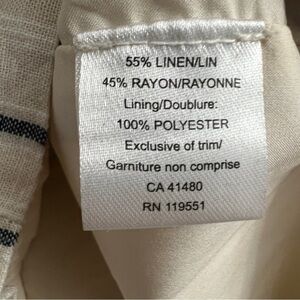 55% LINEN/LIN
45% RAYON/RAYONNE
Lining/Doublure:
100% POLYESTER
Exclusive of trim/
Garniture non comprise
CA 41480
RN 119551